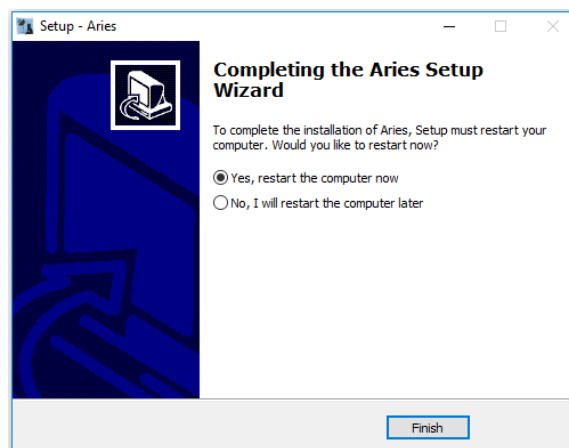 Setup - Aries
Completing the Aries Setup
Wizard
To complete the installation of Aries, Setup must restart your
computer. Would you like to restart now?
Yes, restart the computer now
No, I will restart the computer later
Finish